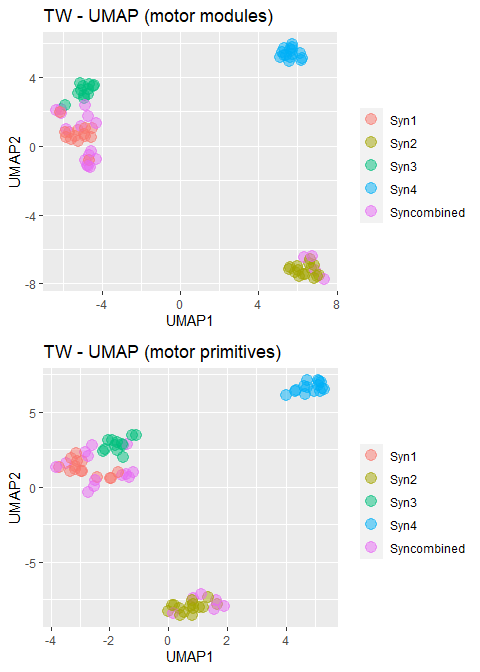 TW - UMAP (motor modules)
UMAP2
4
0
-4
-8
-4
0
4
8
UMAP1
Syn1
Syn2
Syn3
Syn4
Syncombined
TW - UMAP (motor primitives)
UMAP2
5
0
-5
-4
-2
0
2
4
UMAP1
Syn1
Syn2
Syn3
Syn4
Syncombined